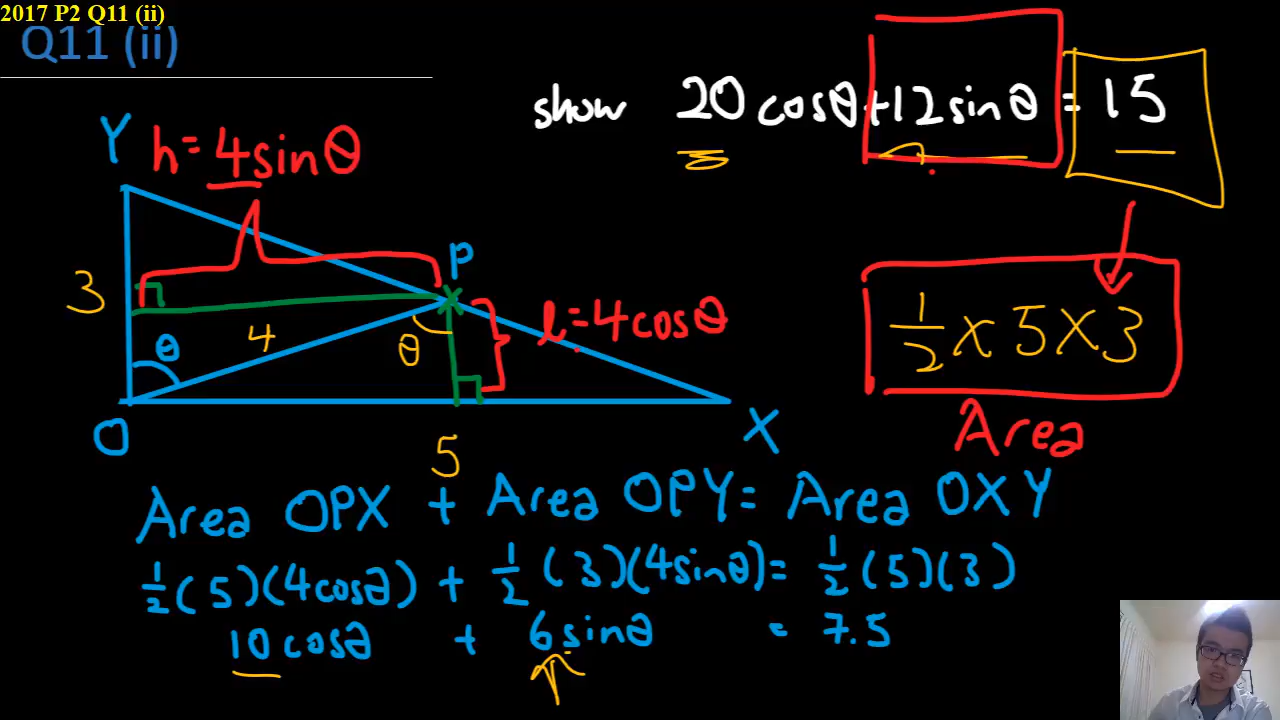 2017 P2 Q11 (ii)
Q11 (ii)
show 20cosθ+12sinθ = 15
Y
h=4sinθ
P
3
4
θ
θ
l=4cosθ
O
5
X
1/2 x 5 x 3
Area
Area OPX + Area OPY = Area OXY
1/2(5)(4cosθ) + 1/2(3)(4sinθ) = 1/2(5)(3)
10cosθ + 6sinθ = 7.5